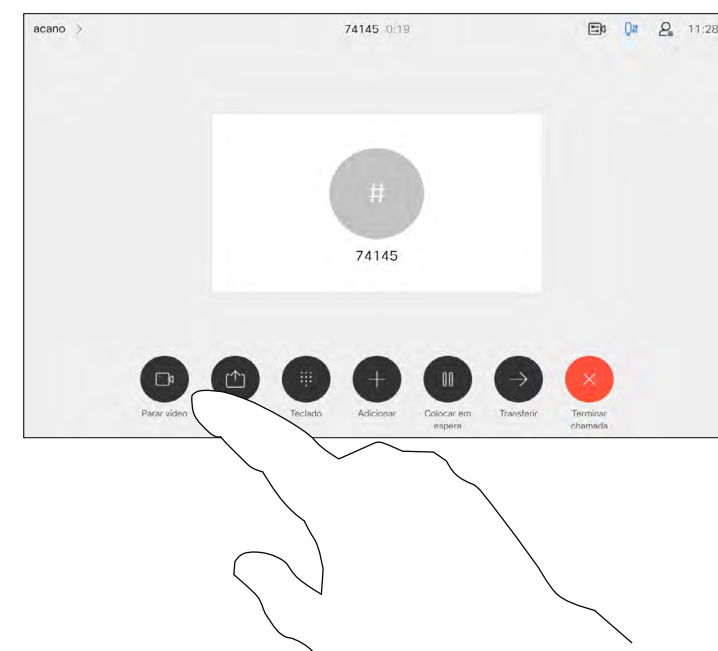 acano >
74145 0:19
11:28
#
74145
Parar vídeo
Teclado
Adicionar
Colocar em
espera
Transferir
Terminar
chamada